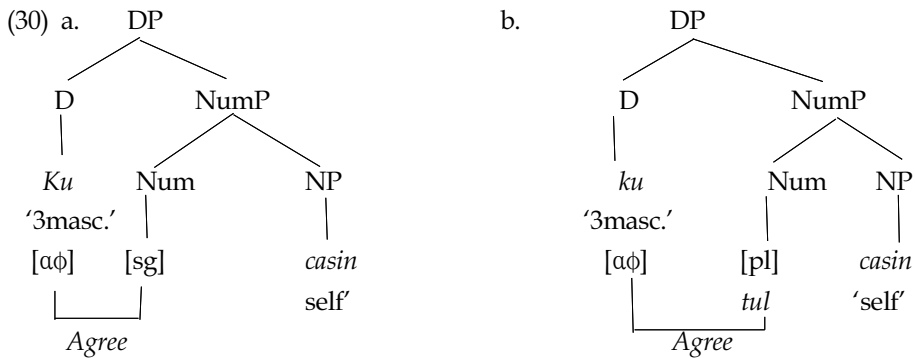 (30) a. DP b. DP
D NumP D NumP
Ku Num NP ku Num NP
‘3masc.’ ‘3masc.’
[αϕ] [sg] casin [αϕ] [pl] casin
self’ tul ‘self’
Agree Agree